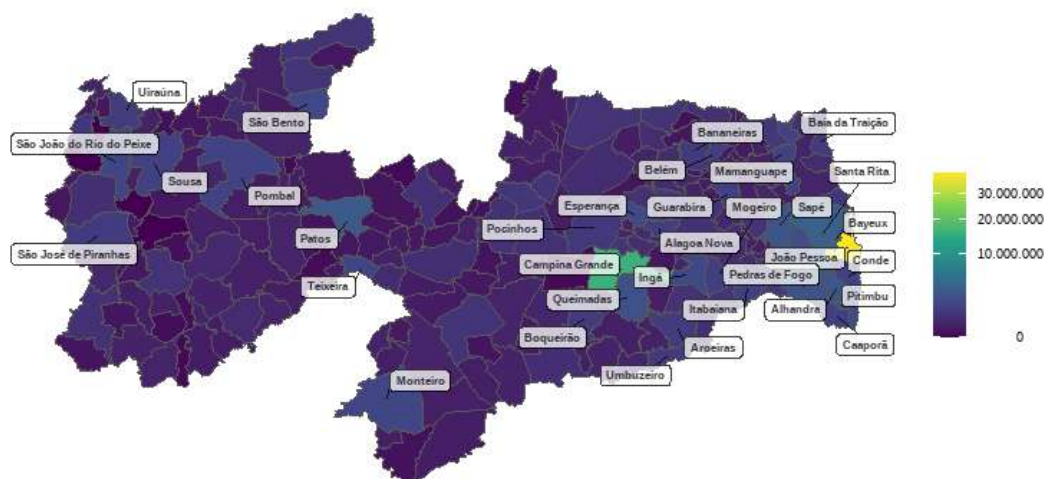 Uiraúna
São Bento
Baia da Traição
Bananeiras
São João do Rio do Peixe
Belém
Mamanguape
Santa Rita
Sousa
Pombal
Esperança
Guarabira
Mogeiro
Sapé
Bayeux
Pocinhos
Patos
Alagoa Nova
São José de Piranhas
João Pessoa
Conde
Campina Grande
Ingá
Pedras de Fogo
Teixeira
Queimadas
Itabaiana
Alhandra
Pitimbu
Boqueirão
Aroeiras
Caaporã
Umbuzeiro
Monteiro
30.000.000
20.000.000
10.000.000
0